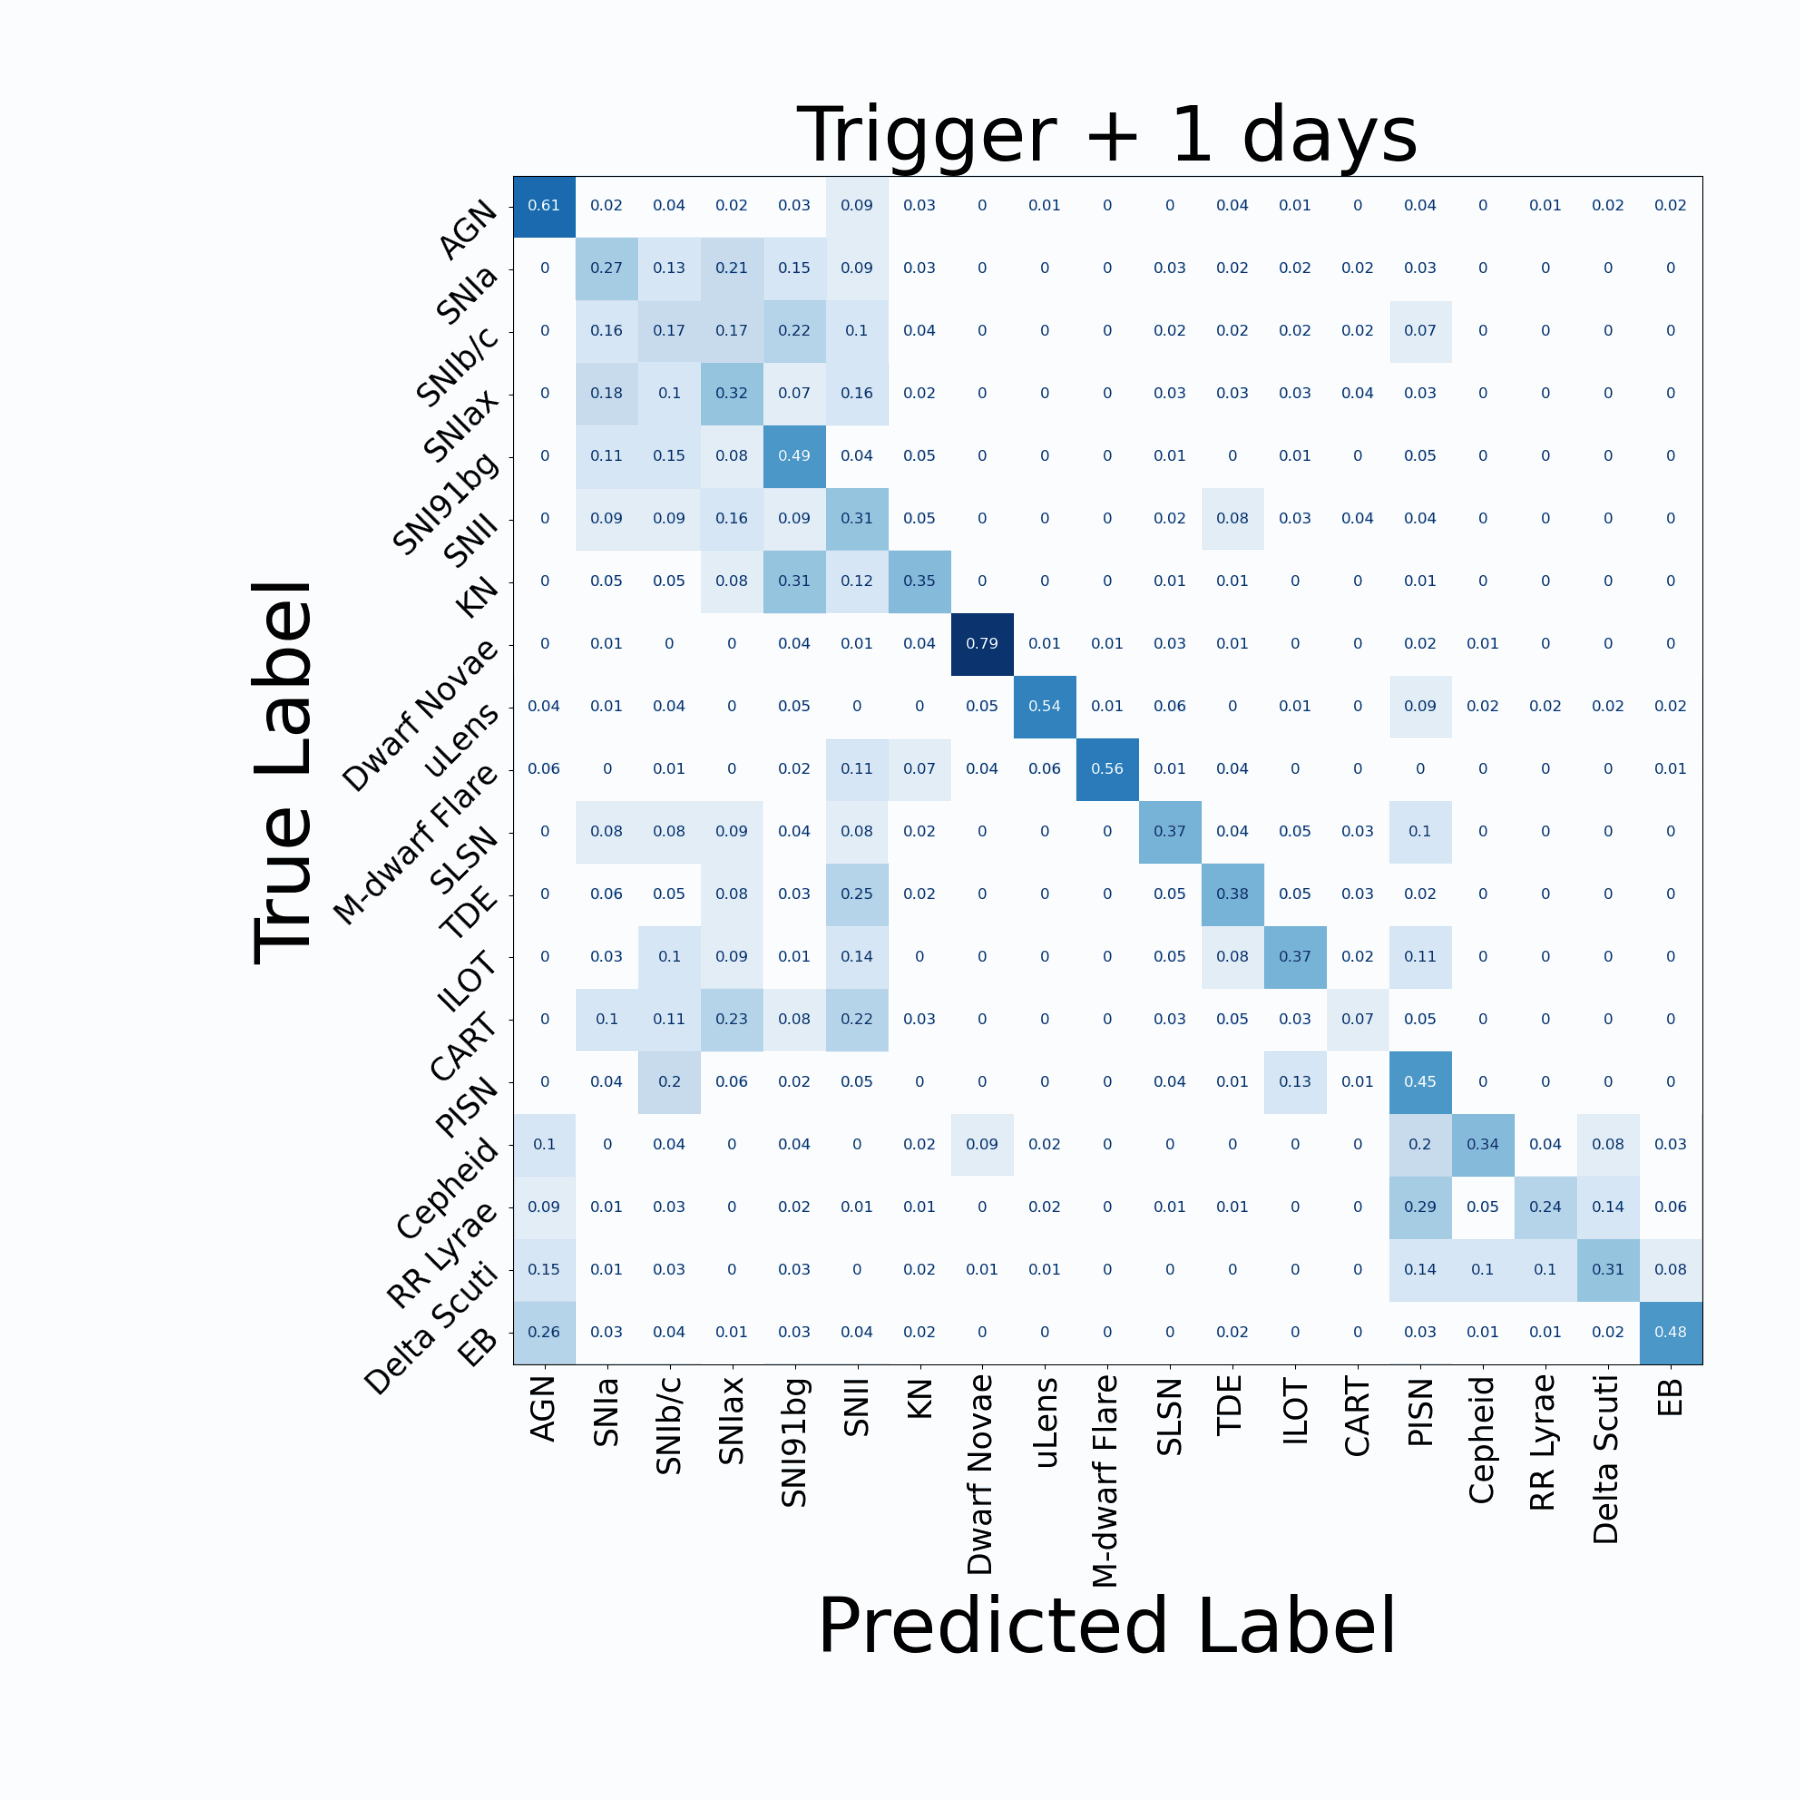 Trigger + 1 days
True Label
AGN 0.61 0.02 0.04 0.02 0.03 0.09 0.03 0 0.01 0 0 0.04 0.01 0 0.04 0 0.01 0.02 0.02
SNIa 0 0.27 0.13 0.21 0.15 0.09 0.03 0 0 0 0.03 0.02 0.02 0.02 0.03 0 0 0 0
SNIb/c 0 0.16 0.17 0.17 0.22 0.1 0.04 0 0 0 0.02 0.02 0.02 0.02 0.07 0 0 0 0
SNIax 0 0.18 0.1 0.32 0.07 0.16 0.02 0 0 0 0.03 0.03 0.03 0.04 0.03 0 0 0 0
SNI91bg 0 0.11 0.15 0.08 0.49 0.04 0.05 0 0 0 0.01 0 0.01 0 0.05 0 0 0 0
SNII 0 0.09 0.09 0.16 0.09 0.31 0.05 0 0 0 0.02 0.08 0.03 0.04 0.04 0 0 0 0
KN 0 0.05 0.05 0.08 0.31 0.12 0.35 0 0 0 0.01 0.01 0 0 0.01 0 0 0 0
Dwarf Novae 0 0.01 0 0 0.04 0.01 0.04 0.79 0.01 0.01 0.03 0.01 0 0 0.02 0.01 0 0 0
uLens 0.04 0.01 0.04 0 0.05 0 0 0.05 0.54 0.01 0.06 0 0.01 0 0.09 0.02 0.02 0.02 0.02
M-dwarf Flare 0.06 0 0.01 0 0.02 0.11 0.07 0.04 0.06 0.56 0.01 0.04 0 0 0 0 0 0 0.01
SLSN 0 0.08 0.08 0.09 0.04 0.08 0.02 0 0 0 0.37 0.04 0.05 0.03 0.1 0 0 0 0
TDE 0 0.06 0.05 0.08 0.03 0.25 0.02 0 0 0 0.05 0.38 0.05 0.03 0.02 0 0 0 0
ILOT 0 0.03 0.1 0.09 0.01 0.14 0 0 0 0 0.05 0.08 0.37 0.02 0.11 0 0 0 0
CART 0 0.1 0.11 0.23 0.08 0.22 0.03 0 0 0 0.03 0.05 0.03 0.07 0.05 0 0 0 0
PISN 0 0.04 0.2 0.06 0.02 0.05 0 0 0 0 0.04 0.01 0.13 0.01 0.45 0 0 0 0
Cepheid 0.1 0 0.04 0 0.04 0 0.02 0.09 0.02 0 0 0 0 0 0.2 0.34 0.04 0.08 0.03
RR Lyrae 0.09 0.01 0.03 0 0.02 0.01 0.01 0 0.02 0 0.01 0.01 0 0 0.29 0.05 0.24 0.14 0.06
Delta Scuti 0.15 0.01 0.03 0 0.03 0 0.02 0.01 0.01 0 0 0 0 0 0.14 0.1 0.1 0.31 0.08
EB 0.26 0.03 0.04 0.01 0.03 0.04 0.02 0 0 0 0 0.02 0 0 0.03 0.01 0.01 0.02 0.48
AGN SNIa SNIb/c SNIax SNI91bg SNII KN Dwarf Novae uLens M-dwarf Flare SLSN TDE ILOT CART PISN Cepheid RR Lyrae Delta Scuti EB
Predicted Label